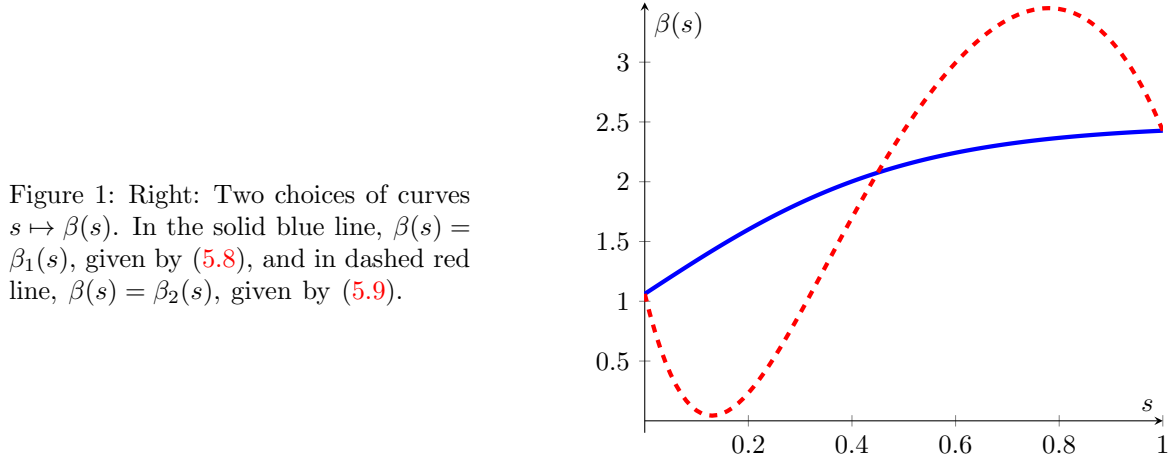 Figure 1: Right: Two choices of curves
s ↦ β(s). In the solid blue line, β(s) =
β₁(s), given by (5.8), and in dashed red
line, β(s) = β₂(s), given by (5.9).
β(s)
3
2.5
2
1.5
1
0.5
s
0.2 0.4 0.6 0.8 1